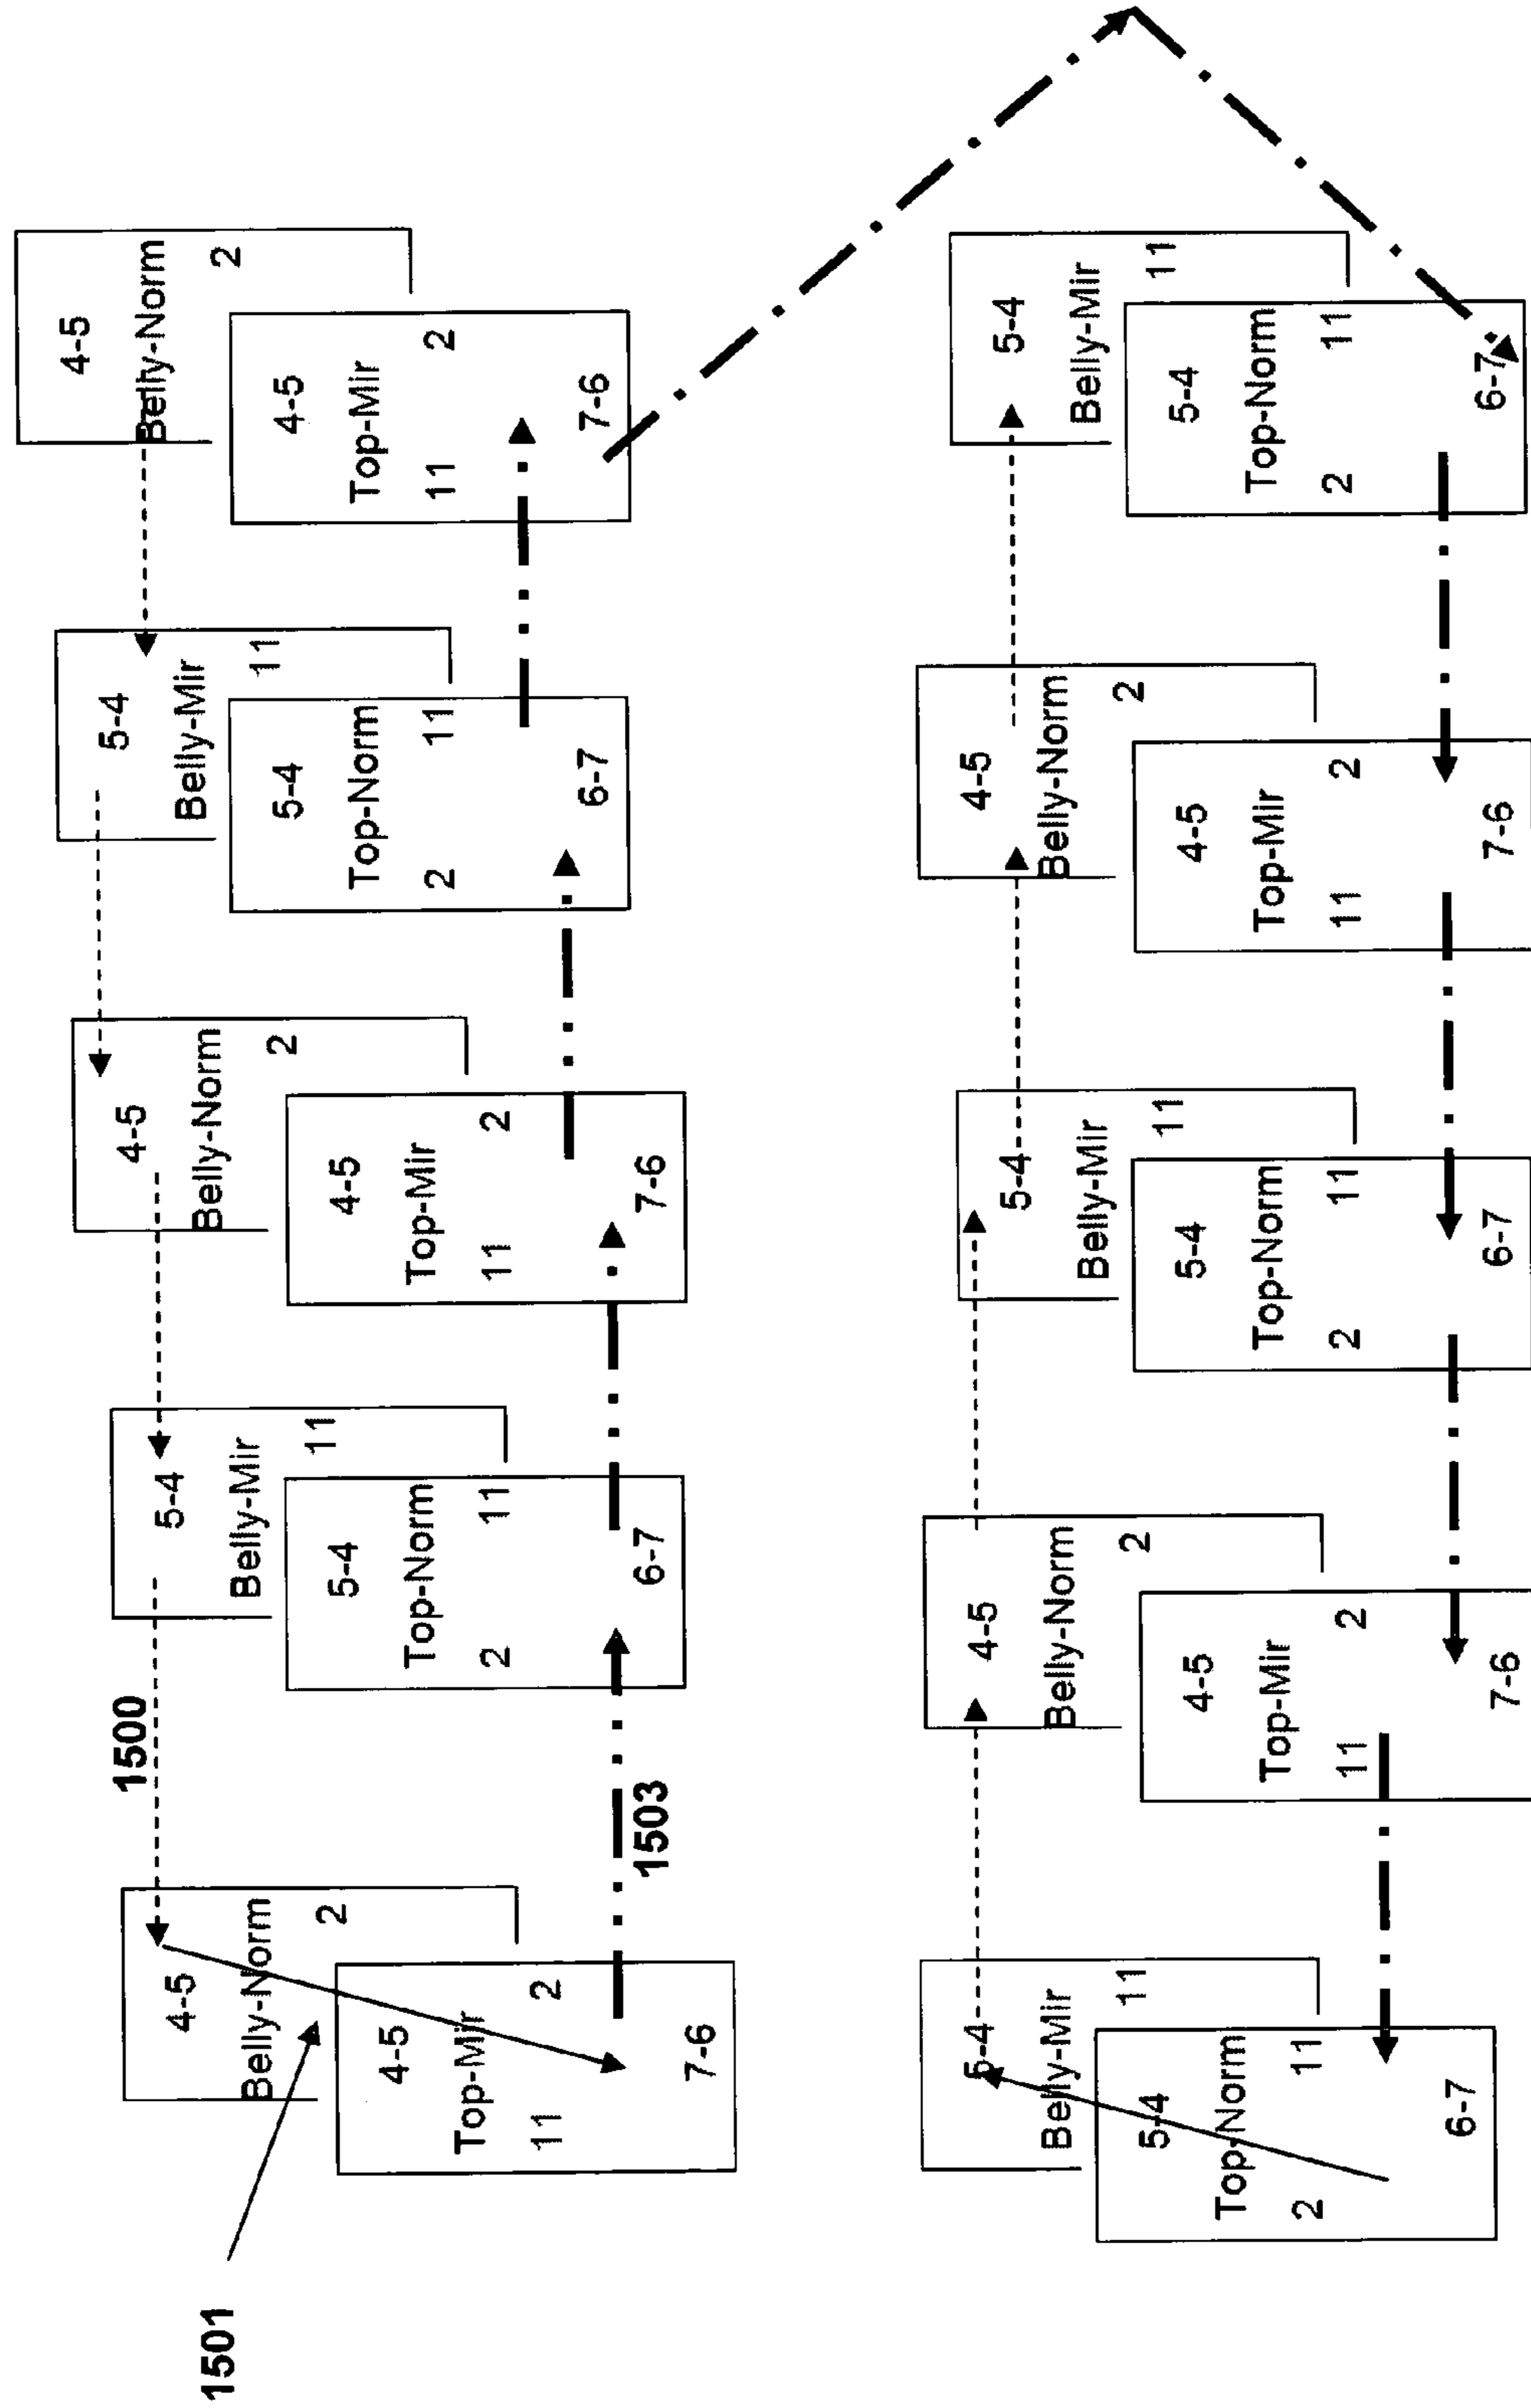 1501
1500
1503
4-5
Belly-Norm
2
4-5
Top-Mir
11 2
7-6
5-4
Belly-Mir
11
5-4
Top-Norm
2 11
6-7
4-5
Belly-Norm
2
4-5
Top-Mir
11 2
7-6
5-4
Belly-Mir
11
5-4
Top-Norm
2 11
6-7
4-5
Belly-Norm
2
4-5
Top-Mir
11 2
7-6
5-4
Belly-Mir
11
5-4
Top-Norm
2 11
6-7
4-5
Belly-Norm
2
4-5
Top-Mir
11 2
7-6
5-4
Belly-Mir
11
5-4
Top-Norm
2 11
6-7
4-5
Belly-Norm
2
4-5
Top-Mir
11 2
7-6
5-4
Belly-Mir
11
5-4
Top-Norm
2 11
6-7